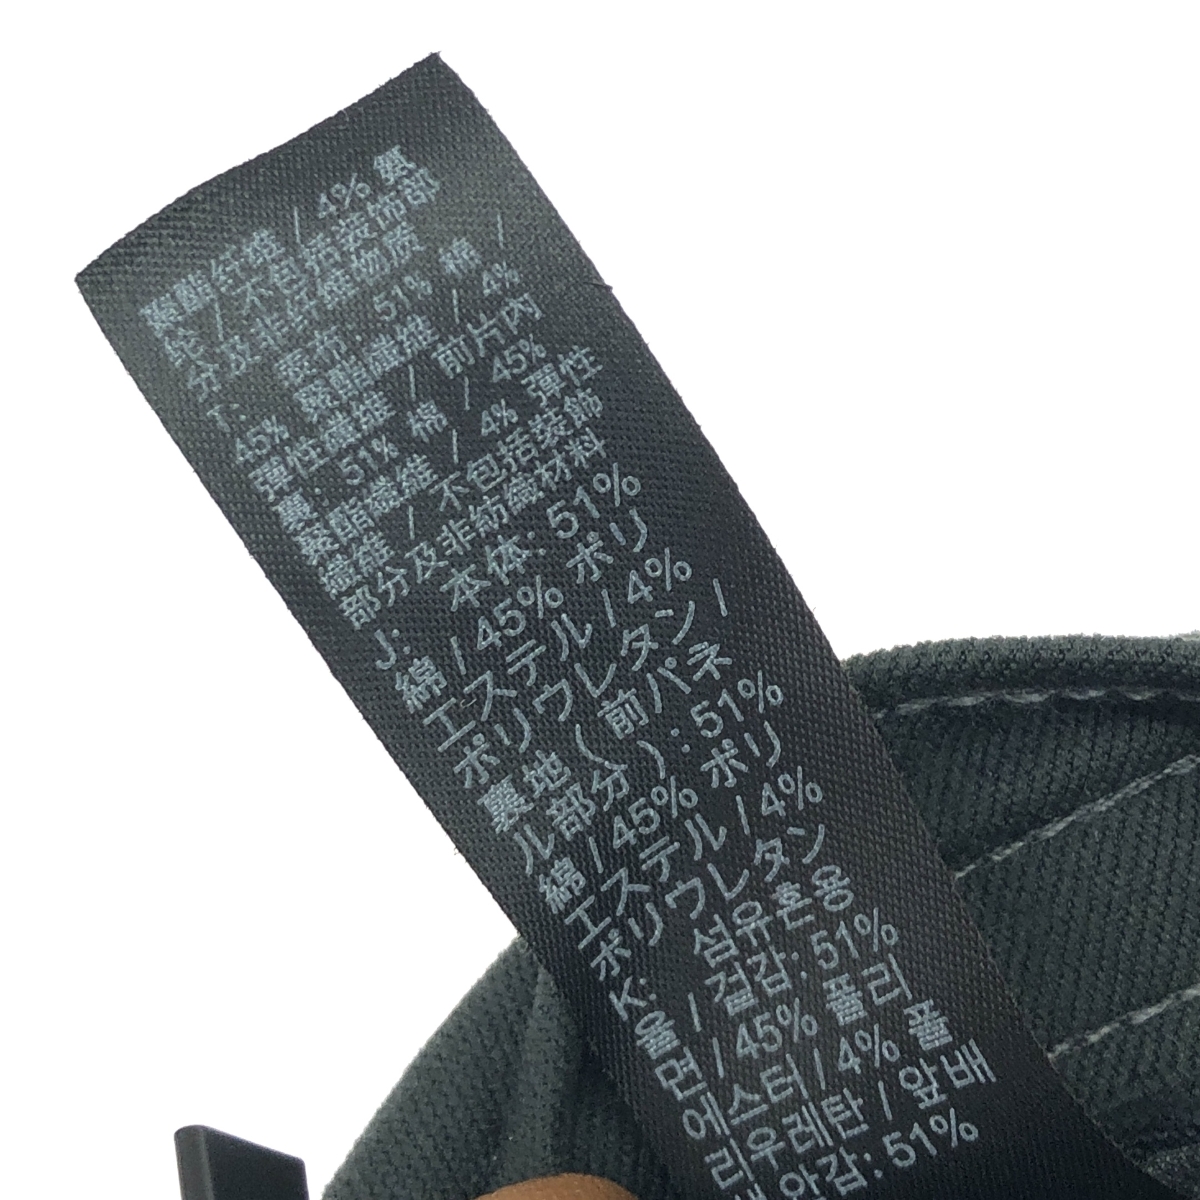 聚酯纤维 / 4% 氨
纶 / 不包括装饰部
分及非纤维物质
T: 表布: 51% 綿 /
45% 聚酯纖維 / 4%
彈性纖維 / 前片內
裏: 51% 棉 / 45%
聚酯纖維 / 4% 彈性
纖維 / 不包括装飾
部分及非紡織材料
J: 本体: 51%
綿 / 45% ポリ
エステル / 4%
ポリウレタン /
裏地 (前パネ
ル部分): 51%
綿 / 45% ポリ
エステル / 4%
ポリウレタン
K: 섬유 혼용
율 / 겉감: 51%
면 / 45% 폴리
에스터 / 4% 폴
리우레탄 / 앞배
안감: 51%